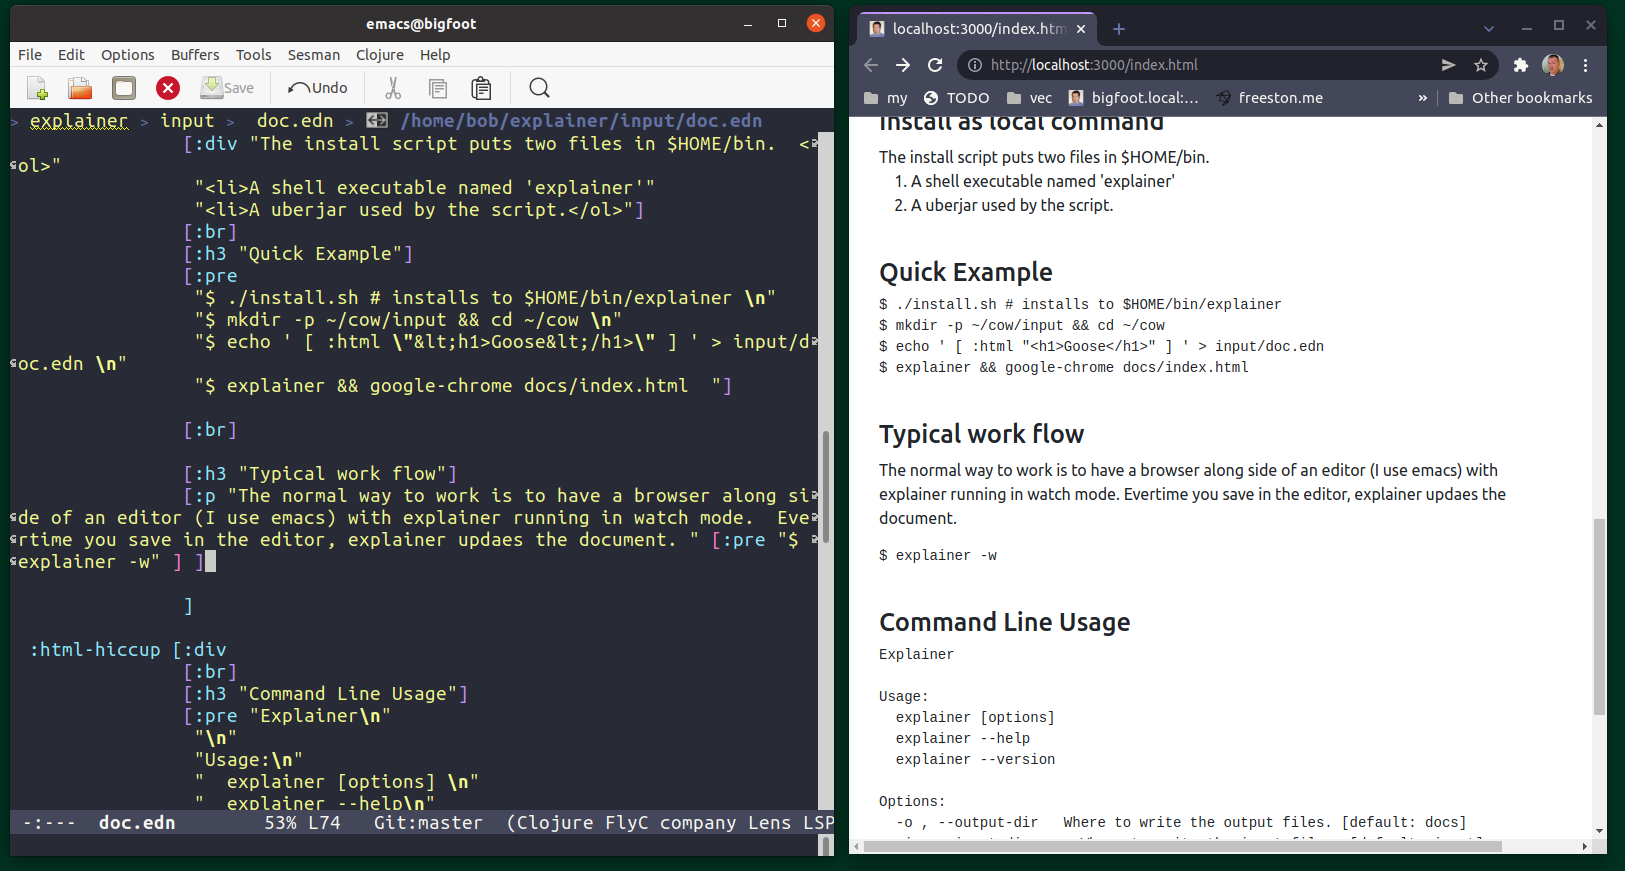 emacs@bigfoot
File Edit Options Buffers Tools Sesman Clojure Help
Save Undo
> explainer > input > doc.edn > /home/bob/explainer/input/doc.edn
[:div "The install script puts two files in $HOME/bin.  <
ol>"
"<li>A shell executable named 'explainer'"
"<li>A uberjar used by the script.</ol>"]
[:br]
[:h3 "Quick Example"]
[:pre
"$ ./install.sh # installs to $HOME/bin/explainer \n"
"$ mkdir -p ~/cow/input && cd ~/cow \n"
"$ echo ' [ :html \"&lt;h1>Goose&lt;/h1>\" ] ' > input/d
oc.edn \n"
"$ explainer && google-chrome docs/index.html  "]
[:br]
[:h3 "Typical work flow"]
[:p "The normal way to work is to have a browser along si
de of an editor (I use emacs) with explainer running in watch mode.  Eve
rtime you save in the editor, explainer updaes the document. " [:pre "$
explainer -w" ] ]
]
:html-hiccup [:div
[:br]
[:h3 "Command Line Usage"]
[:pre "Explainer\n"
"\n"
"Usage:\n"
"  explainer [options] \n"
"  explainer --help\n"
-:---  doc.edn  53% L74  Git:master  (Clojure FlyC company Lens LSP
localhost:3000/index.htm
http://localhost:3000/index.html
my TODO vec bigfoot.local:... freeston.me » Other bookmarks
Install as local command
The install script puts two files in $HOME/bin.
1. A shell executable named 'explainer'
2. A uberjar used by the script.
Quick Example
$ ./install.sh # installs to $HOME/bin/explainer
$ mkdir -p ~/cow/input && cd ~/cow
$ echo ' [ :html "<h1>Goose</h1>" ] ' > input/doc.edn
$ explainer && google-chrome docs/index.html
Typical work flow
The normal way to work is to have a browser along side of an editor (I use emacs) with
explainer running in watch mode. Evertime you save in the editor, explainer updaes the
document.
$ explainer -w
Command Line Usage
Explainer
Usage:
explainer [options]
explainer --help
explainer --version
Options:
-o , --output-dir   Where to write the output files. [default: docs]